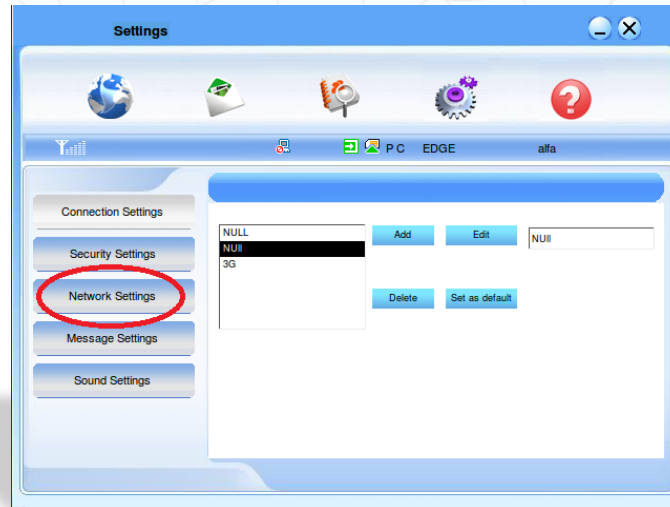 Settings
?
P C EDGE alfa
Connection Settings
Security Settings
Network Settings
Message Settings
Sound Settings
NULL
NUll
3G
Add
Edit
NUll
Delete
Set as default